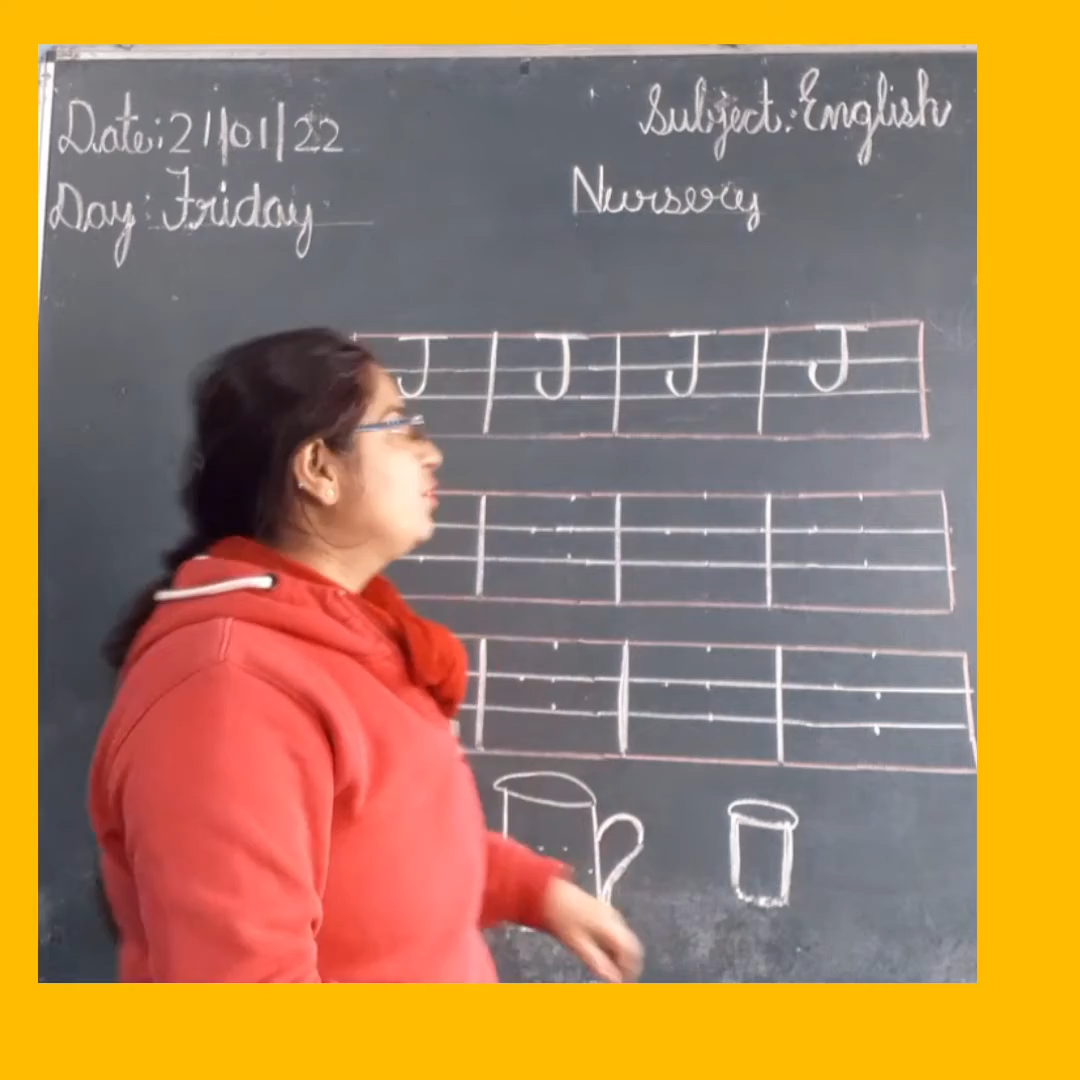 Date: 21/01/22
Subject: English
Day: Friday
Nursery
J J J J